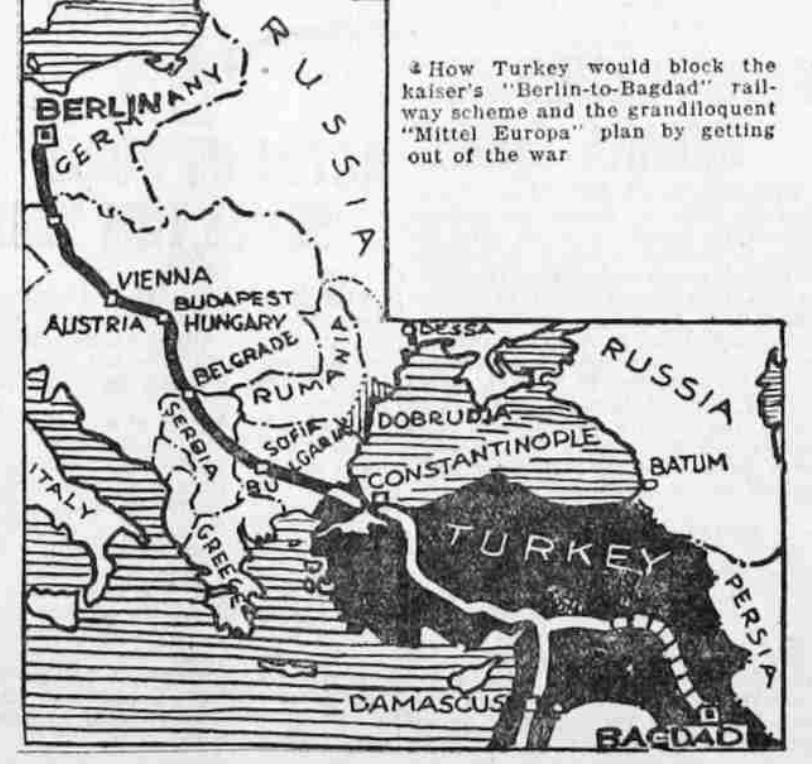 How Turkey would block the
kaiser's "Berlin-to-Bagdad" rail-
way scheme and the grandiloquent
"Mittel Europa" plan by getting
out of the war
RUSSIA
BERLIN
GERMANY
VIENNA
BUDAPEST
AUSTRIA HUNGARY
BELGRADE
RUMANIA
ODESSA
RUSSIA
SERBIA
SOFIA
BULGARIA
DOBRUDJA
CONSTANTINOPLE
BATUM
ITALY
GREECE
TURKEY
PERSIA
DAMASCUS
BAGDAD